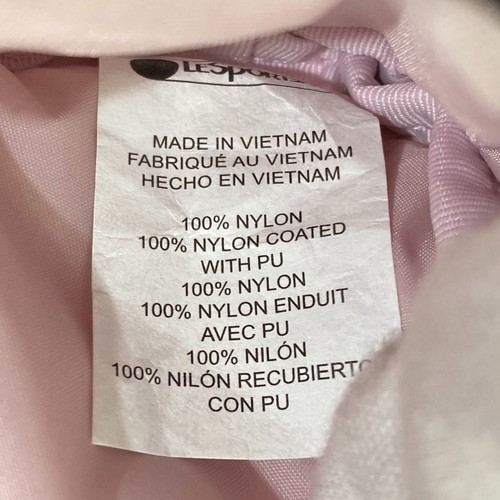 MADE IN VIETNAM
FABRIQUÉ AU VIETNAM
HECHO EN VIETNAM
100% NYLON
100% NYLON COATED
WITH PU
100% NYLON
100% NYLON ENDUIT
AVEC PU
100% NILÓN
100% NILÓN RECUBIERTO
CON PU